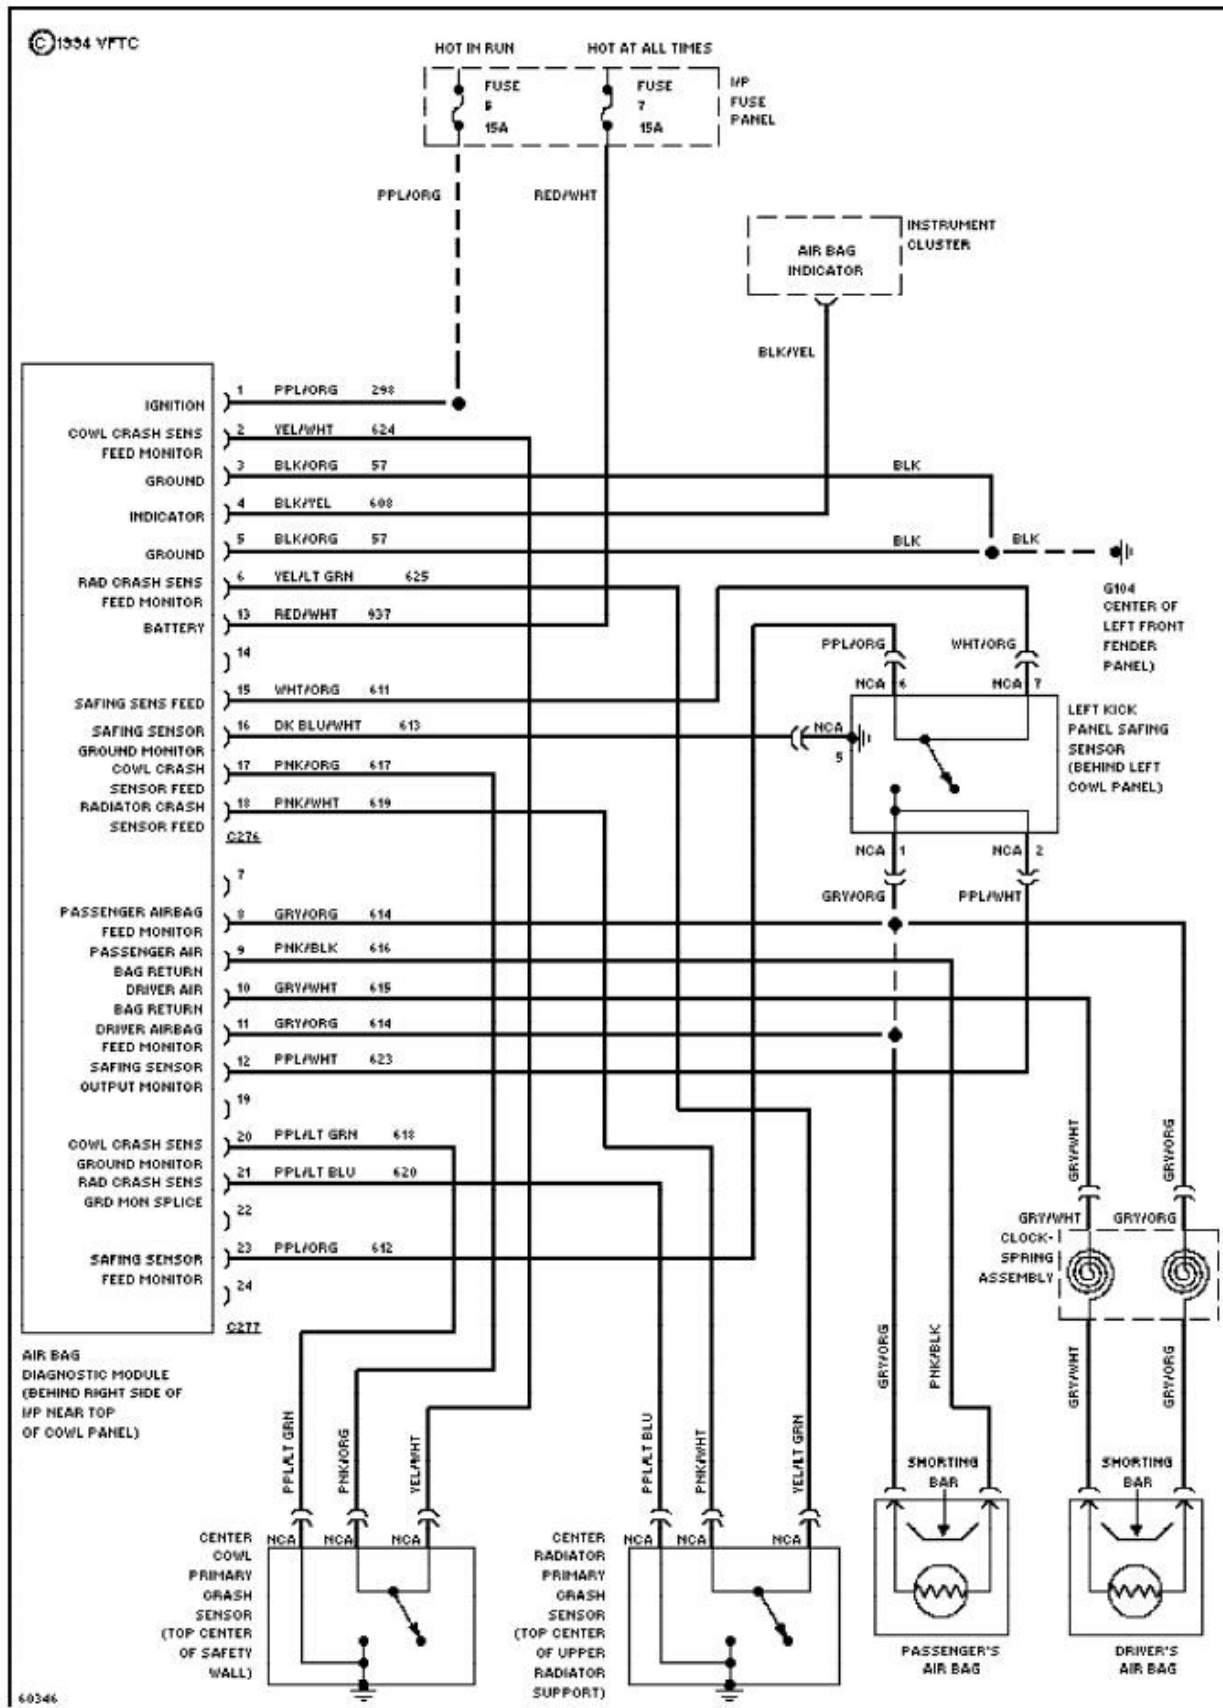 © 1994 VFTC
HOT IN RUN
HOT AT ALL TIMES
FUSE
15A
FUSE
7
15A
I/P
FUSE
PANEL
PPL/ORG
RED/WHT
INSTRUMENT
CLUSTER
AIR BAG
INDICATOR
BLK/YEL
IGNITION
1 PPL/ORG 298
COWL CRASH SENS
FEED MONITOR
2 YEL/WHT 624
GROUND
3 BLK/ORG 57
BLK
INDICATOR
4 BLK/YEL 608
GROUND
5 BLK/ORG 57
BLK
BLK
RAD CRASH SENS
FEED MONITOR
6 YEL/LT GRN 625
BATTERY
13 RED/WHT 937
14
SAFING SENS FEED
15 WHT/ORG 611
SAFING SENSOR
GROUND MONITOR
16 DK BLU/WHT 613
COWL CRASH
SENSOR FEED
17 PNK/ORG 617
RADIATOR CRASH
SENSOR FEED
18 PNK/WHT 619
C276
G104
CENTER OF
LEFT FRONT
FENDER
PANEL)
PPL/ORG
WHT/ORG
NCA 6
NCA 7
NCA
5
LEFT KICK
PANEL SAFING
SENSOR
(BEHIND LEFT
COWL PANEL)
NCA 1
NCA 2
GRY/ORG
PPL/WHT
7
PASSENGER AIRBAG
FEED MONITOR
8 GRY/ORG 614
PASSENGER AIR
BAG RETURN
9 PNK/BLK 616
DRIVER AIR
BAG RETURN
10 GRY/WHT 615
DRIVER AIRBAG
FEED MONITOR
11 GRY/ORG 614
SAFING SENSOR
OUTPUT MONITOR
12 PPL/WHT 623
19
COWL CRASH SENS
GROUND MONITOR
20 PPL/LT GRN 618
RAD CRASH SENS
GRD MON SPLICE
21 PPL/LT BLU 620
22
SAFING SENSOR
FEED MONITOR
23 PPL/ORG 612
24
C277
AIR BAG
DIAGNOSTIC MODULE
(BEHIND RIGHT SIDE OF
I/P NEAR TOP
OF COWL PANEL)
GRY/WHT
GRY/ORG
GRY/WHT
GRY/ORG
CLOCK-
SPRING
ASSEMBLY
GRY/ORG
PNK/BLK
GRY/WHT
GRY/ORG
PPL/LT GRN
PNK/ORG
YEL/WHT
PPL/LT BLU
PNK/WHT
YEL/LT GRN
NCA
NCA
NCA
NCA
NCA
NCA
CENTER
COWL
PRIMARY
CRASH
SENSOR
(TOP CENTER
OF SAFETY
WALL)
CENTER
RADIATOR
PRIMARY
CRASH
SENSOR
(TOP CENTER
OF UPPER
RADIATOR
SUPPORT)
SHORTING
BAR
PASSENGER'S
AIR BAG
SHORTING
BAR
DRIVER'S
AIR BAG
60346